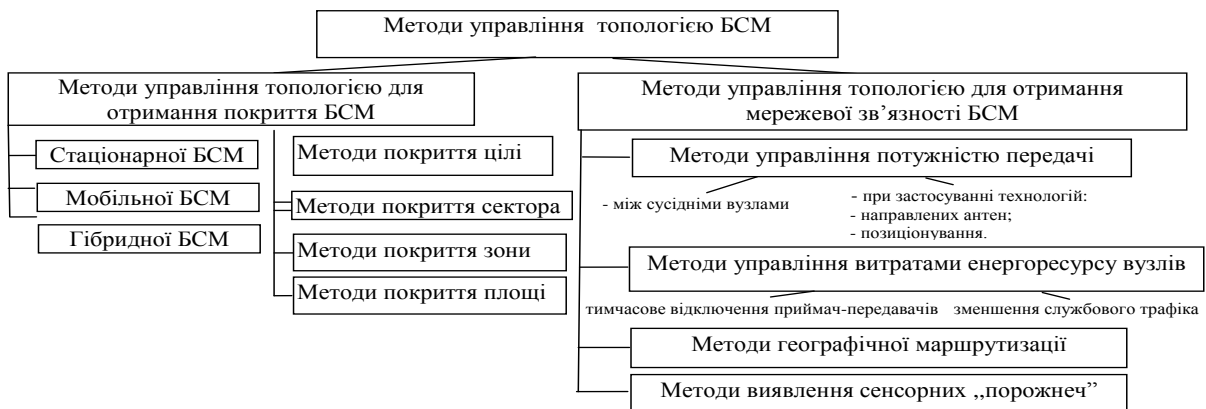 Методи управління топологією БСМ
Методи управління топологією для
отримання покриття БСМ
Стаціонарної БСМ
Мобільної БСМ
Гібридної БСМ
Методи покриття цілі
Методи покриття сектора
Методи покриття зони
Методи покриття площі
Методи управління топологією для отримання
мережевої зв’язності БСМ
Методи управління потужністю передачі
- між сусідніми вузлами
- при застосуванні технологій:
- направлених антен;
- позиціонування.
Методи управління витратами енергоресурсу вузлів
тимчасове відключення приймач-передавачів
зменшення службового трафіка
Методи географічної маршрутизації
Методи виявлення сенсорних „порожнеч”